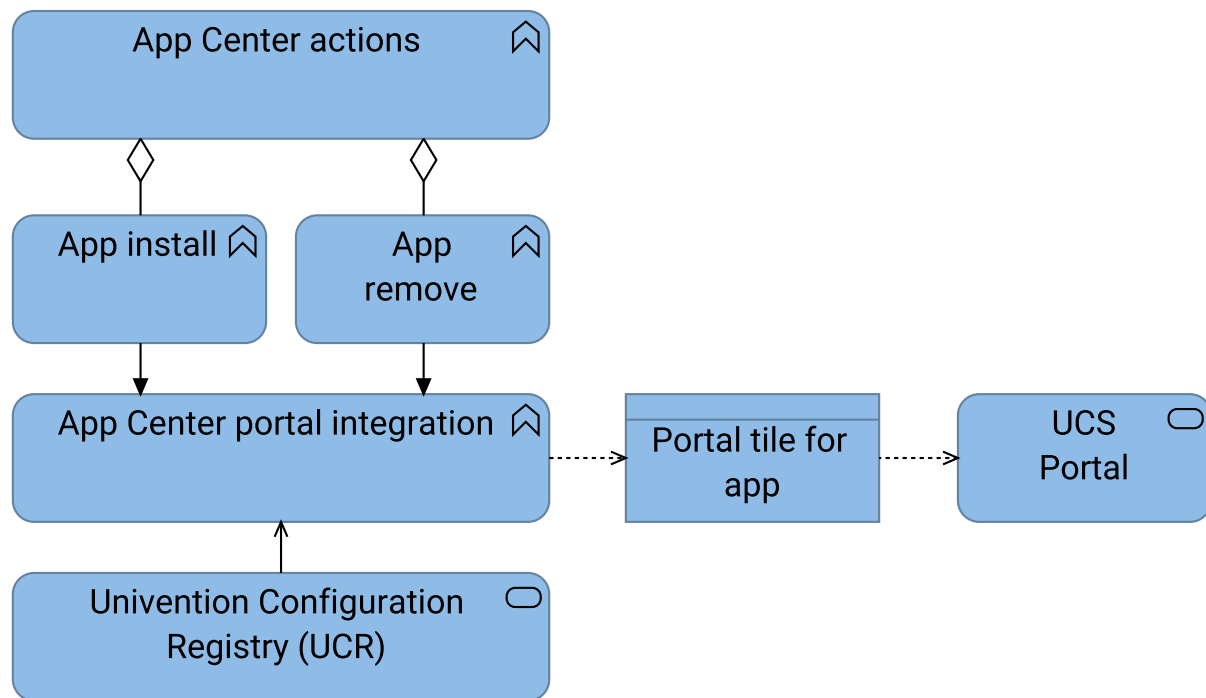 App Center actions
App install
App
remove
App Center portal integration
Portal tile for
app
UCS
Portal
Univention Configuration
Registry (UCR)